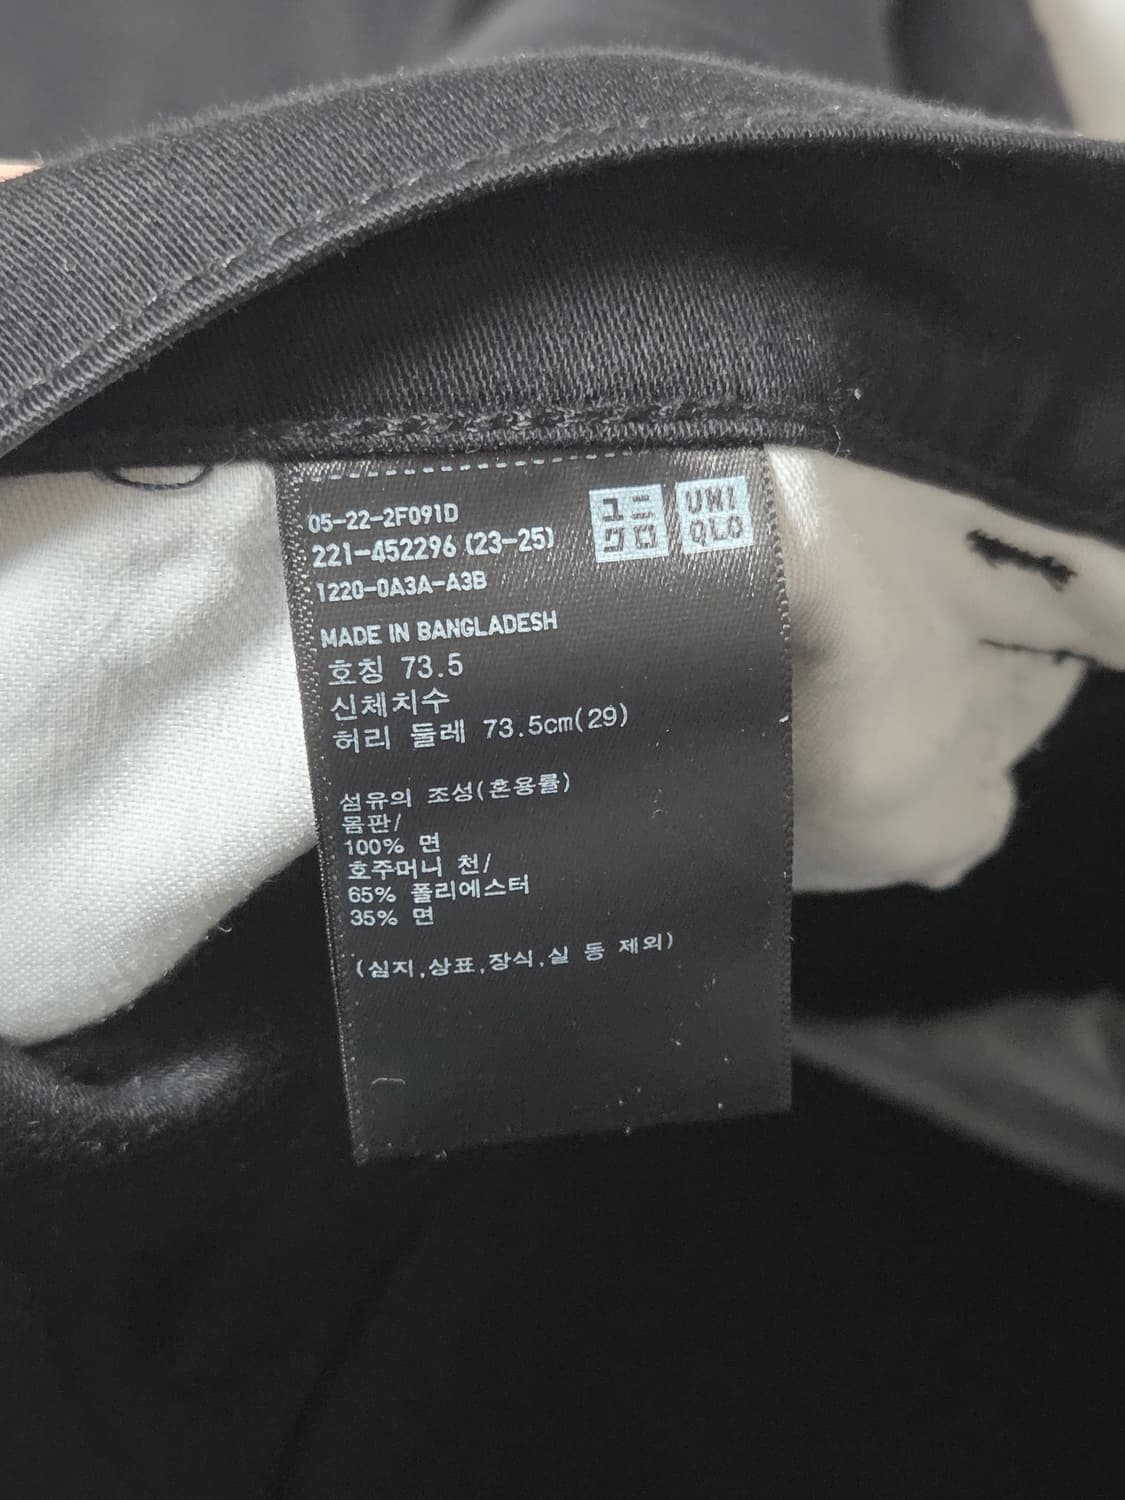 05-22-2F091D
221-452296 (23-25)
1220-0A3A-A3B
ユニ
クロ
UNI
QLO
MADE IN BANGLADESH
호칭 73.5
신체치수
허리 둘레 73.5cm(29)
섬유의 조성(혼용률)
몸판/
100% 면
호주머니 천/
65% 폴리에스터
35% 면
(심지,상표,장식,실 등 제외)